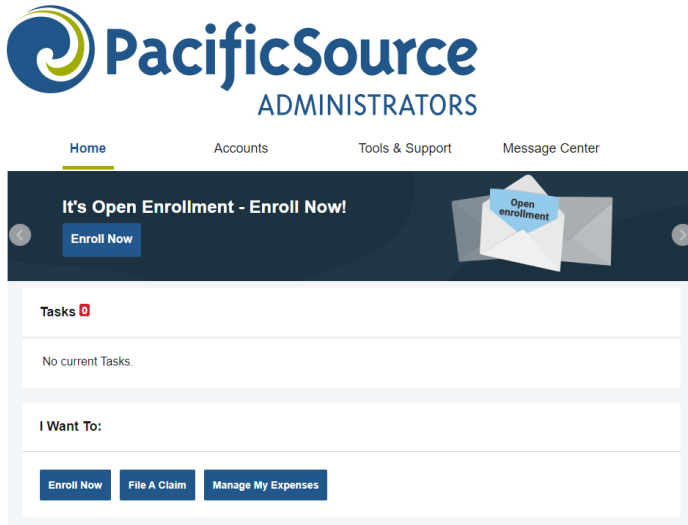 PacificSource
ADMINISTRATORS
Home Accounts Tools & Support Message Center
It's Open Enrollment - Enroll Now!
Enroll Now
Open
enrollment
Tasks 0
No current Tasks.
I Want To:
Enroll Now File A Claim Manage My Expenses